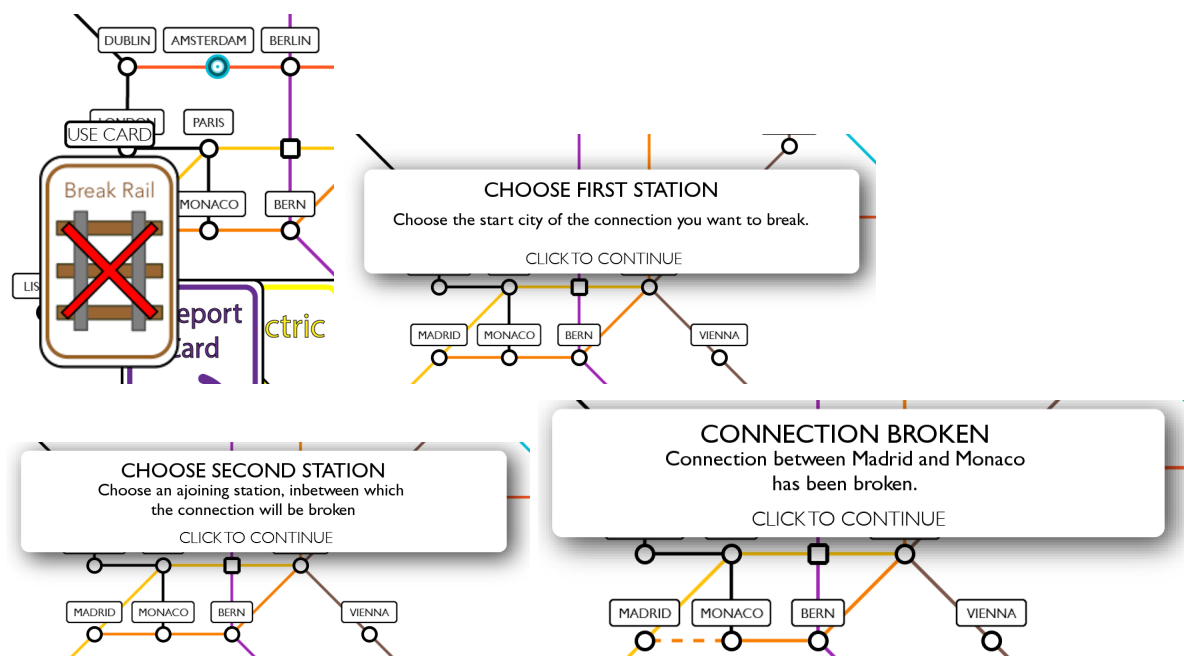 DUBLIN
AMSTERDAM
BERLIN
LONDON
PARIS
USE CARD
Break Rail
MONACO
BERN
LIS
eport
Card
ctric
CHOOSE FIRST STATION
Choose the start city of the connection you want to break.
CLICK TO CONTINUE
MADRID
MONACO
BERN
VIENNA
CHOOSE SECOND STATION
Choose an ajoining station, inbetween which
the connection will be broken
CLICK TO CONTINUE
MADRID
MONACO
BERN
VIENNA
CONNECTION BROKEN
Connection between Madrid and Monaco
has been broken.
CLICK TO CONTINUE
MADRID
MONACO
BERN
VIENNA